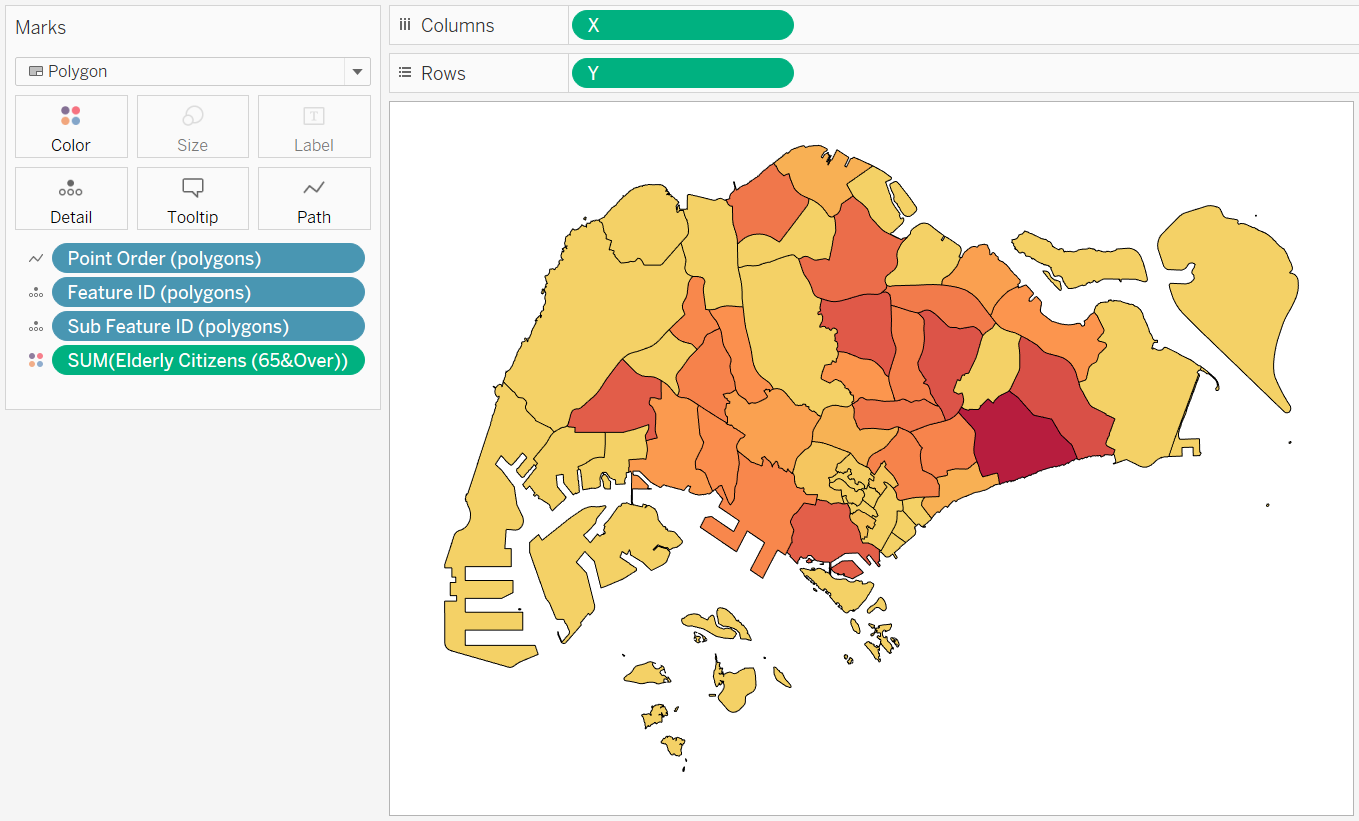 Marks
Polygon
Color
Size
T
Label
Detail
Tooltip
Path
Point Order (polygons)
Feature ID (polygons)
Sub Feature ID (polygons)
SUM(Elderly Citizens (65&Over))
Columns
X
Rows
Y